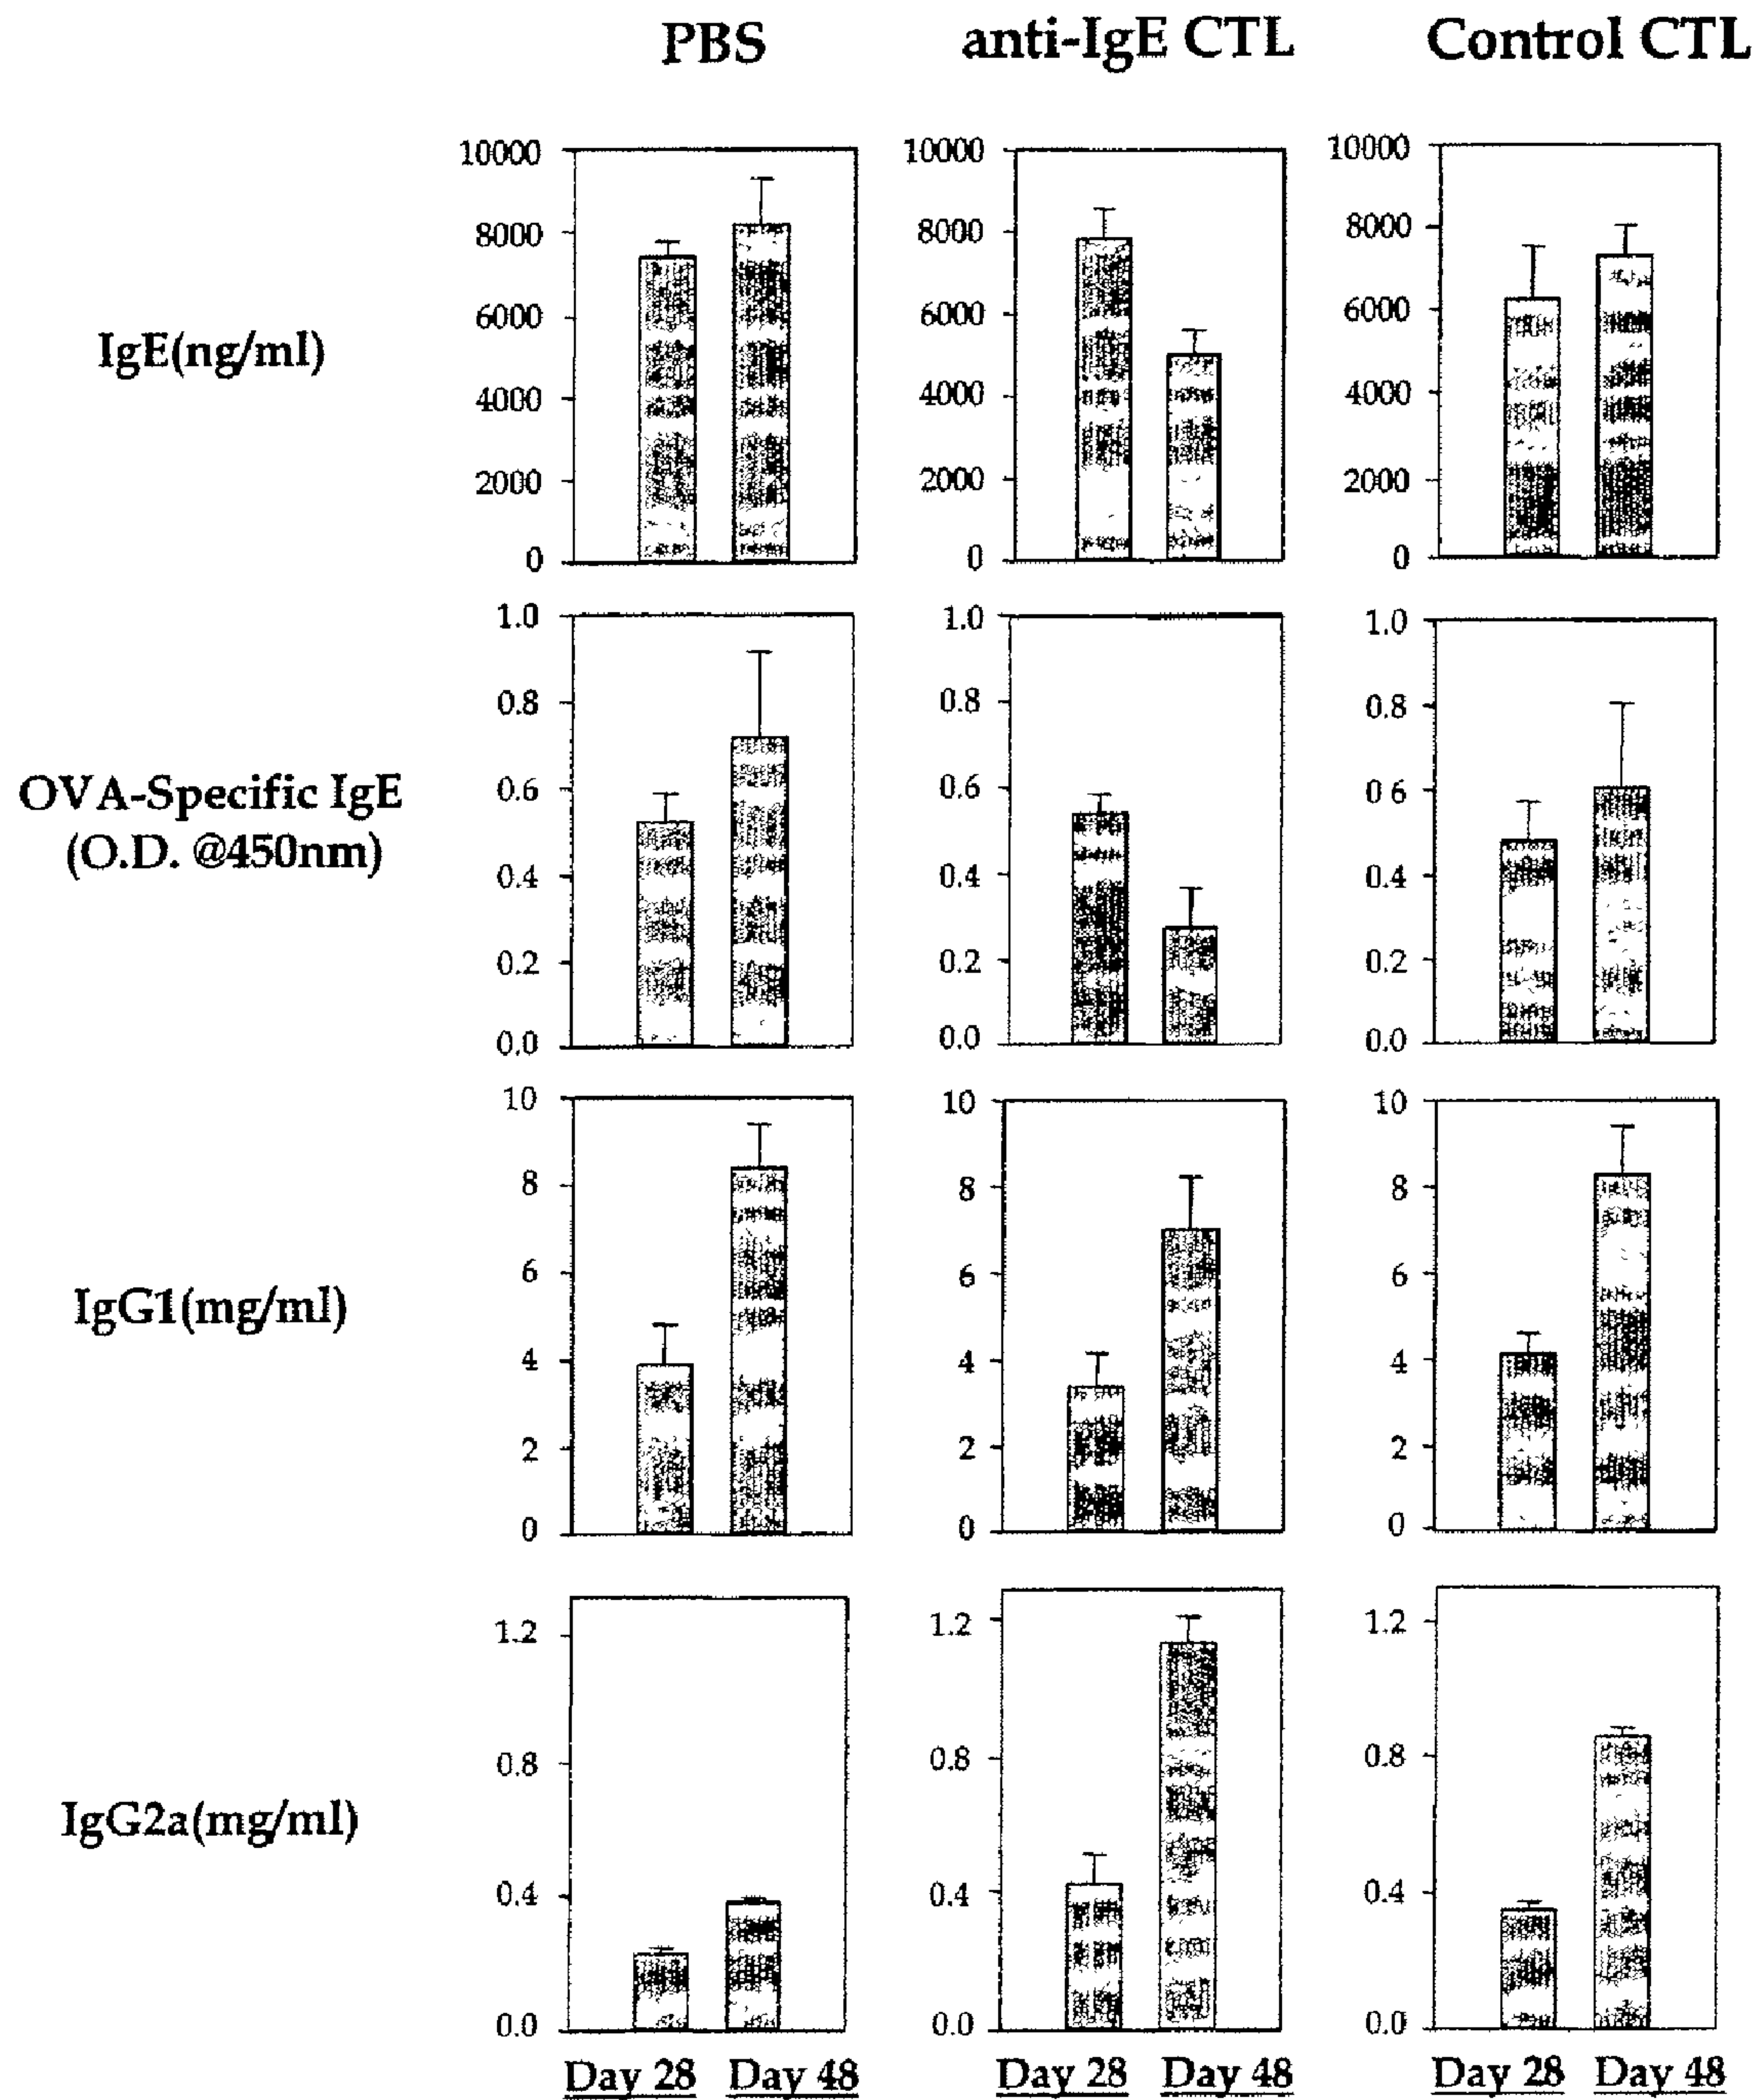 PBS anti-IgE CTL Control CTL
10000 10000 10000
8000 8000 8000
6000 6000 6000
IgE(ng/ml)
4000 4000 4000
2000 2000 2000
0 0 0
1.0 1.0 1.0
0.8 0.8 0.8
OVA-Specific IgE 0.6 0.6 0.6
(O.D. @450nm)
0.4 0.4 0.4
0.2 0.2 0.2
0.0 0.0 0.0
10 10 10
8 8 8
6 6 6
IgG1(mg/ml)
4 4 4
2 2 2
0 0 0
1.2 1.2 1.2
0.8 0.8 0.8
IgG2a(mg/ml)
0.4 0.4 0.4
0.0 0.0 0.0
Day 28 Day 48 Day 28 Day 48 Day 28 Day 48